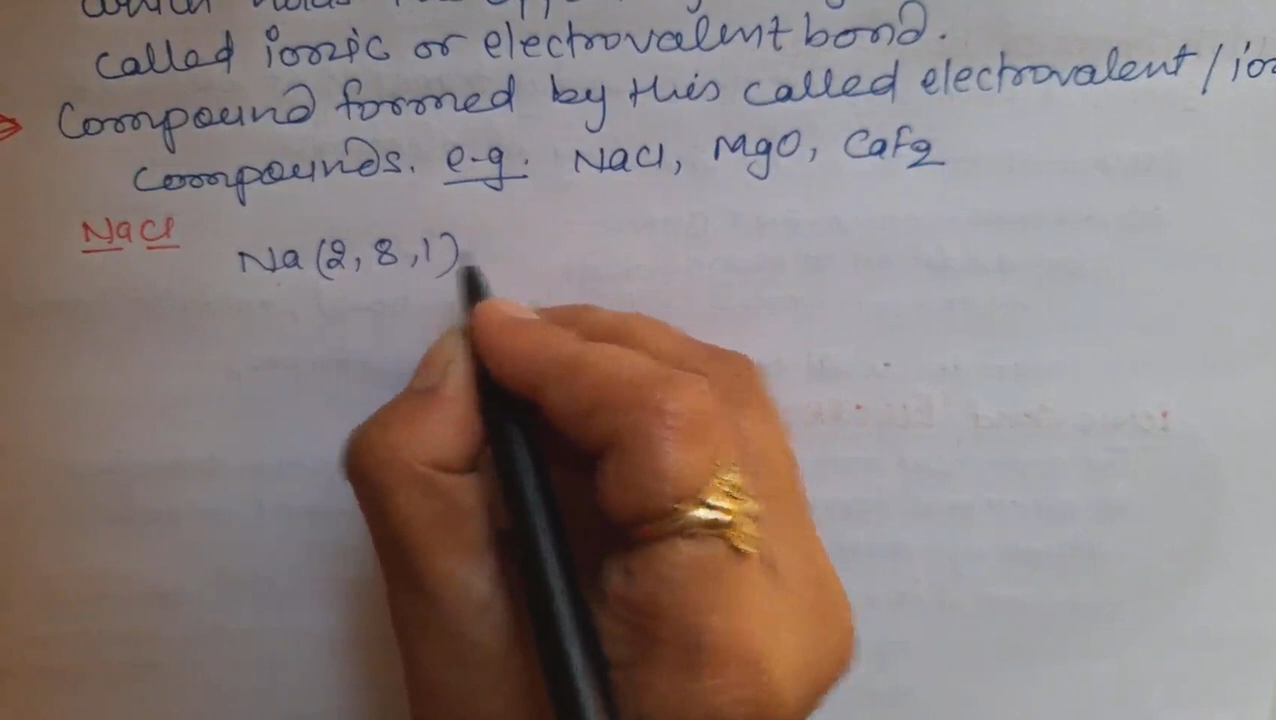 called ionic or electrovalent bond.
Compound formed by this called electrovalent /
Compounds. e.g. NaCl, MgO, CaF2
NaCl
Na (2, 8, 1)